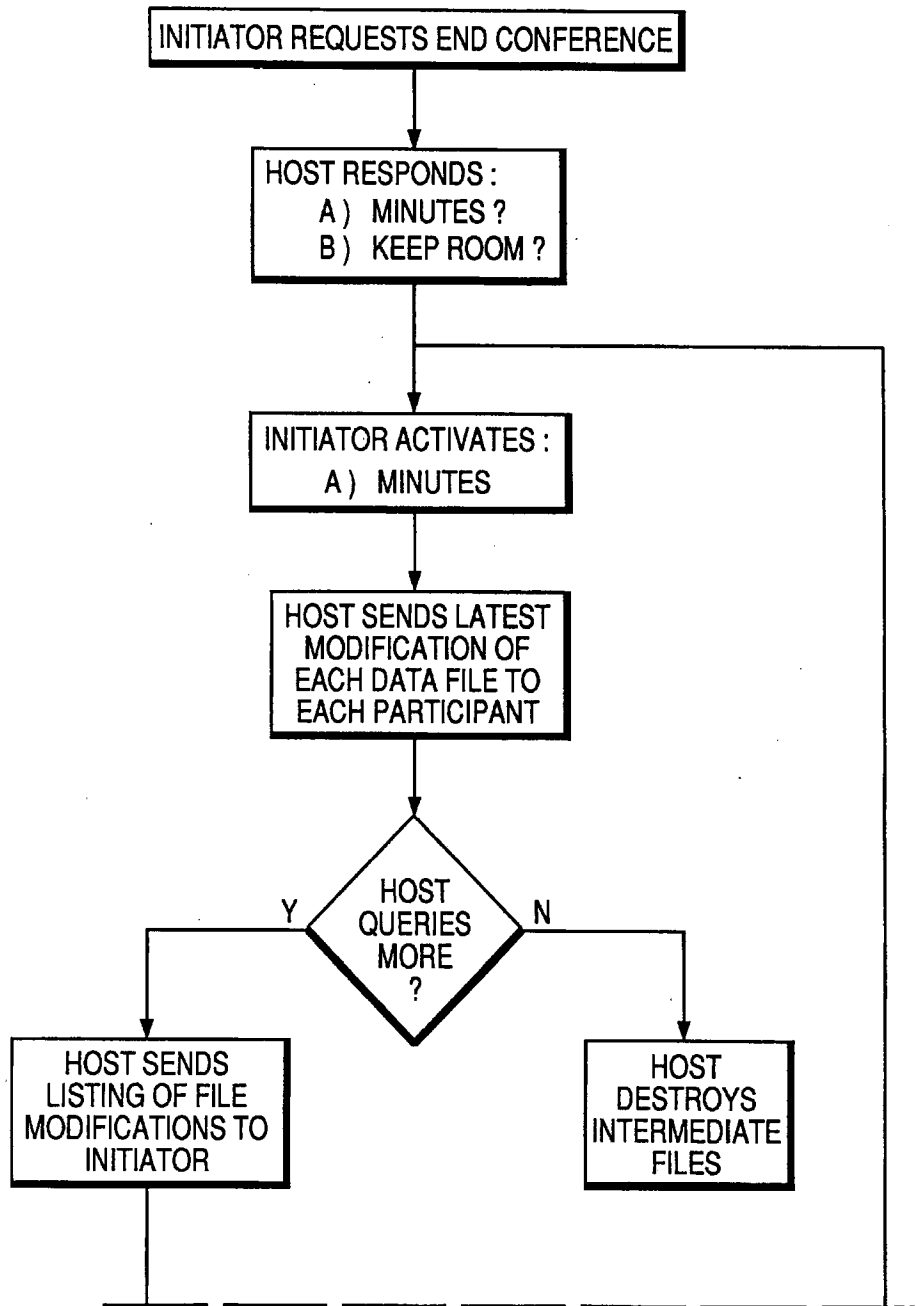 INITIATOR REQUESTS END CONFERENCE
HOST RESPONDS :
A ) MINUTES ?
B ) KEEP ROOM ?
INITIATOR ACTIVATES :
A ) MINUTES
HOST SENDS LATEST
MODIFICATION OF
EACH DATA FILE TO
EACH PARTICIPANT
HOST
QUERIES
MORE
?
Y
N
HOST SENDS
LISTING OF FILE
MODIFICATIONS TO
INITIATOR
HOST
DESTROYS
INTERMEDIATE
FILES